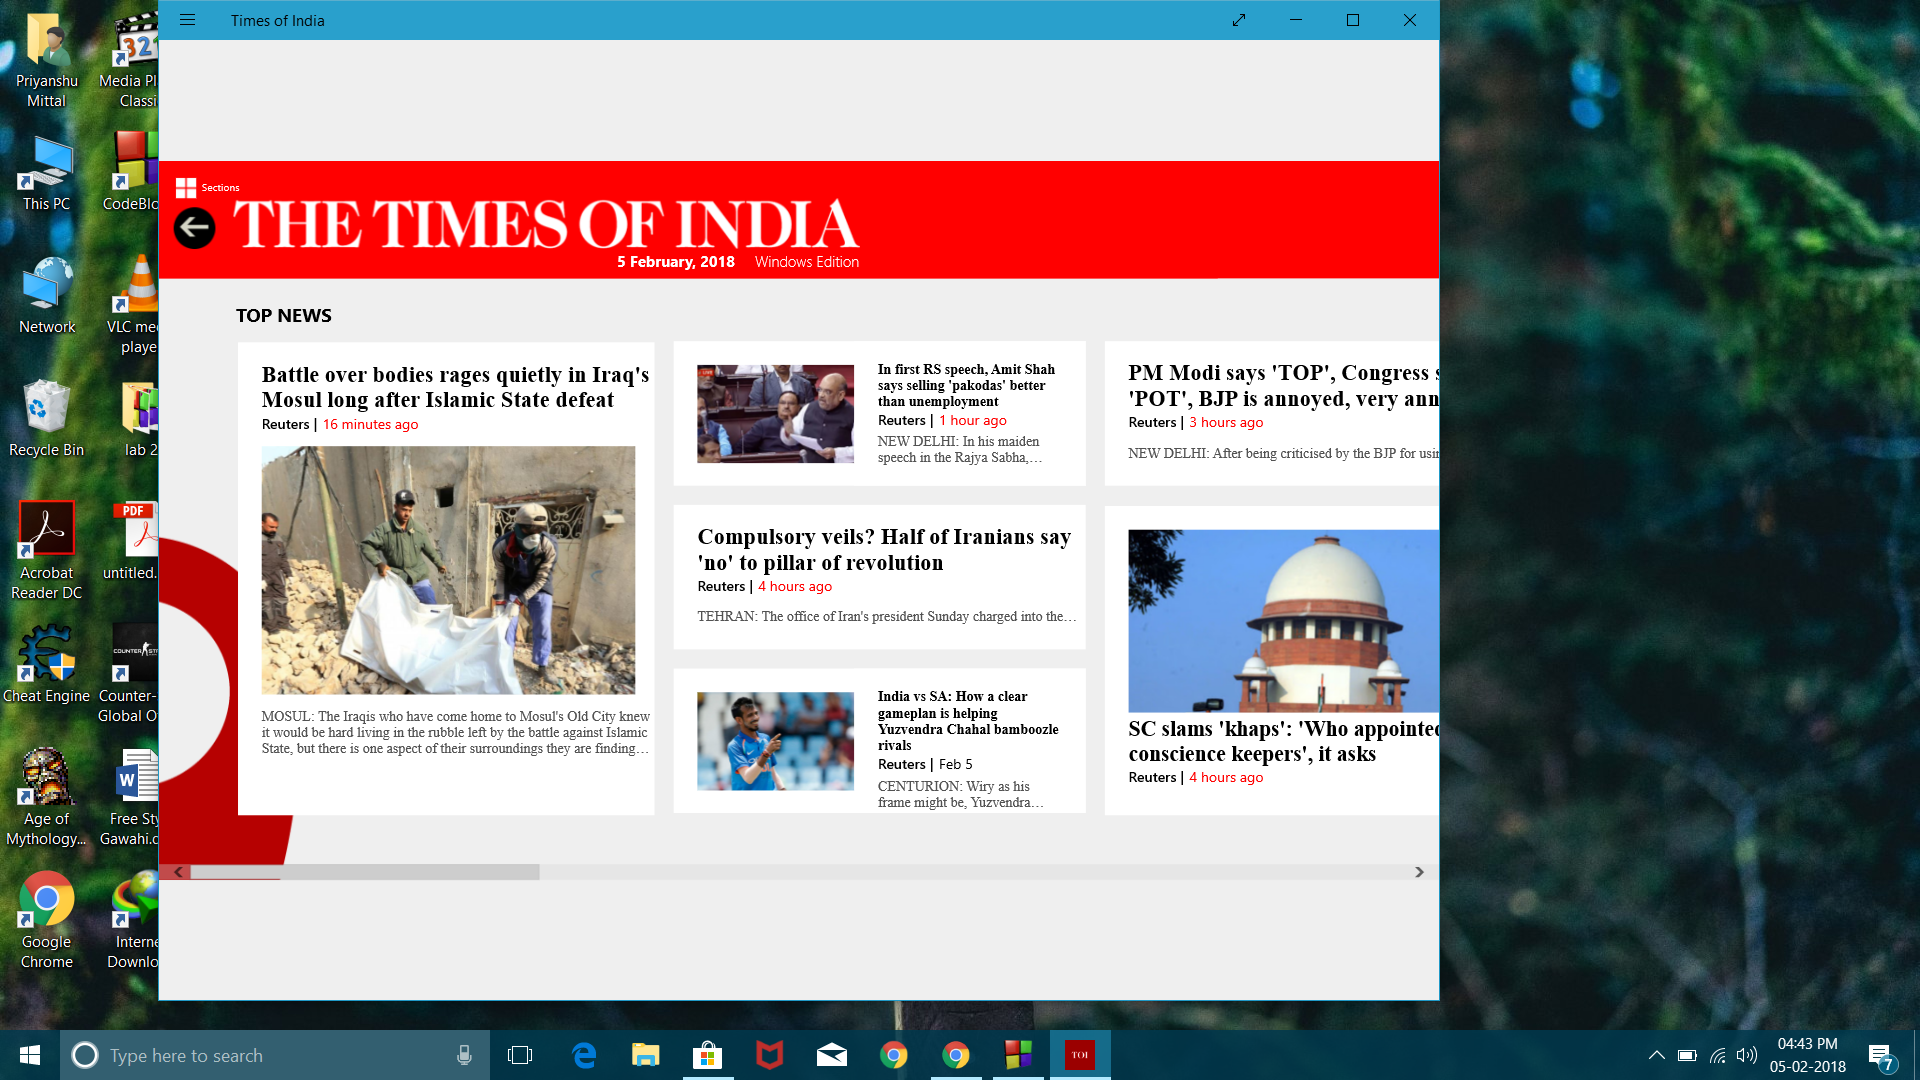 Times of India
Priyanshu
Mittal
Media Pl
Classi
This PC
CodeBlo
Network
VLC me
playe
Recycle Bin
lab 2
Acrobat
Reader DC
untitled.
Cheat Engine
Counter-
Global O
Age of
Mythology...
Free Sty
Gawahi.c
Google
Chrome
Interne
Downlo
Sections
THE TIMES OF INDIA
5 February, 2018 Windows Edition
TOP NEWS
Battle over bodies rages quietly in Iraq's
Mosul long after Islamic State defeat
Reuters | 16 minutes ago
MOSUL: The Iraqis who have come home to Mosul's Old City knew
it would be hard living in the rubble left by the battle against Islamic
State, but there is one aspect of their surroundings they are finding…
In first RS speech, Amit Shah
says selling 'pakodas' better
than unemployment
Reuters | 1 hour ago
NEW DELHI: In his maiden
speech in the Rajya Sabha,…
Compulsory veils? Half of Iranians say
'no' to pillar of revolution
Reuters | 4 hours ago
TEHRAN: The office of Iran's president Sunday charged into the…
India vs SA: How a clear
gameplan is helping
Yuzvendra Chahal bamboozle
rivals
Reuters | Feb 5
CENTURION: Wiry as his
frame might be, Yuzvendra…
PM Modi says 'TOP', Congress s
'POT', BJP is annoyed, very ann
Reuters | 3 hours ago
NEW DELHI: After being criticised by the BJP for usin
SC slams 'khaps': 'Who appointed
conscience keepers', it asks
Reuters | 4 hours ago
Type here to search
TOI
04:43 PM
05-02-2018
7